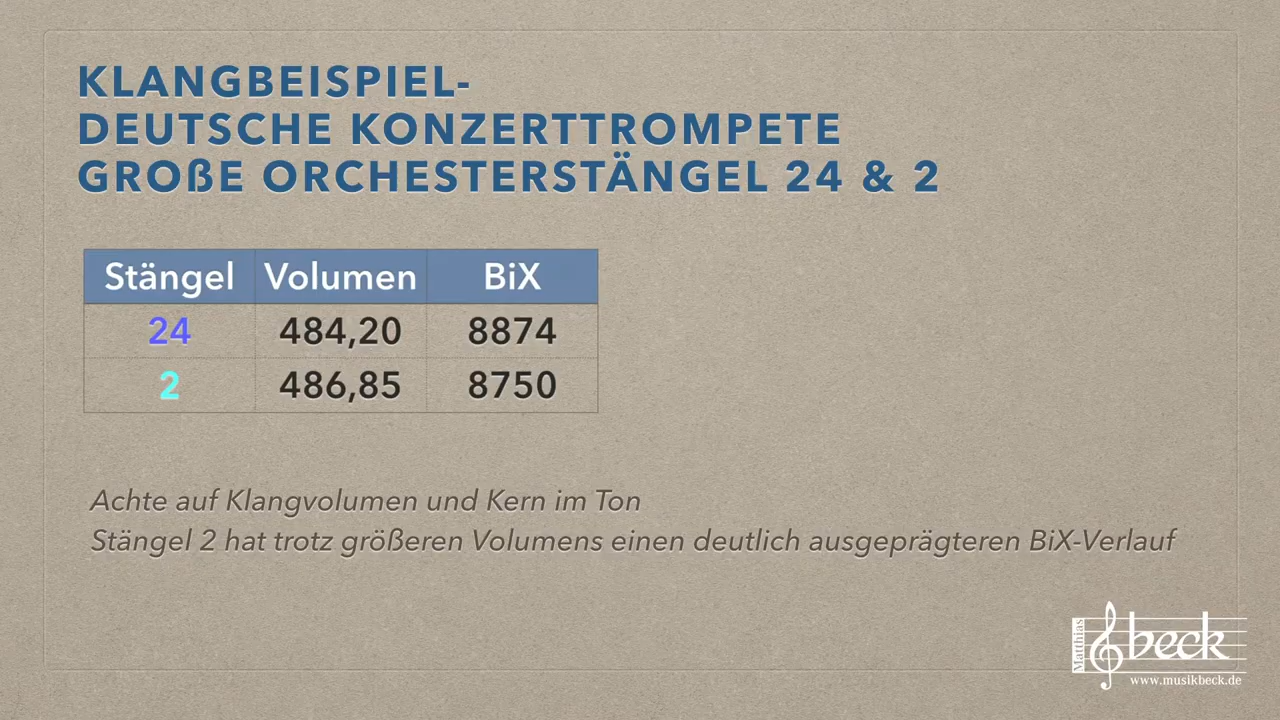 KLANGBEISPIEL-
DEUTSCHE KONZERTTROMPETE
GROßE ORCHESTERSTÄNGEL 24 & 2
Stängel Volumen BiX
24 484,20 8874
2 486,85 8750
Achte auf Klangvolumen und Kern im Ton
Stängel 2 hat trotz größeren Volumens einen deutlich ausgeprägteren BiX-Verlauf
Matthias beck
www.musikbeck.de